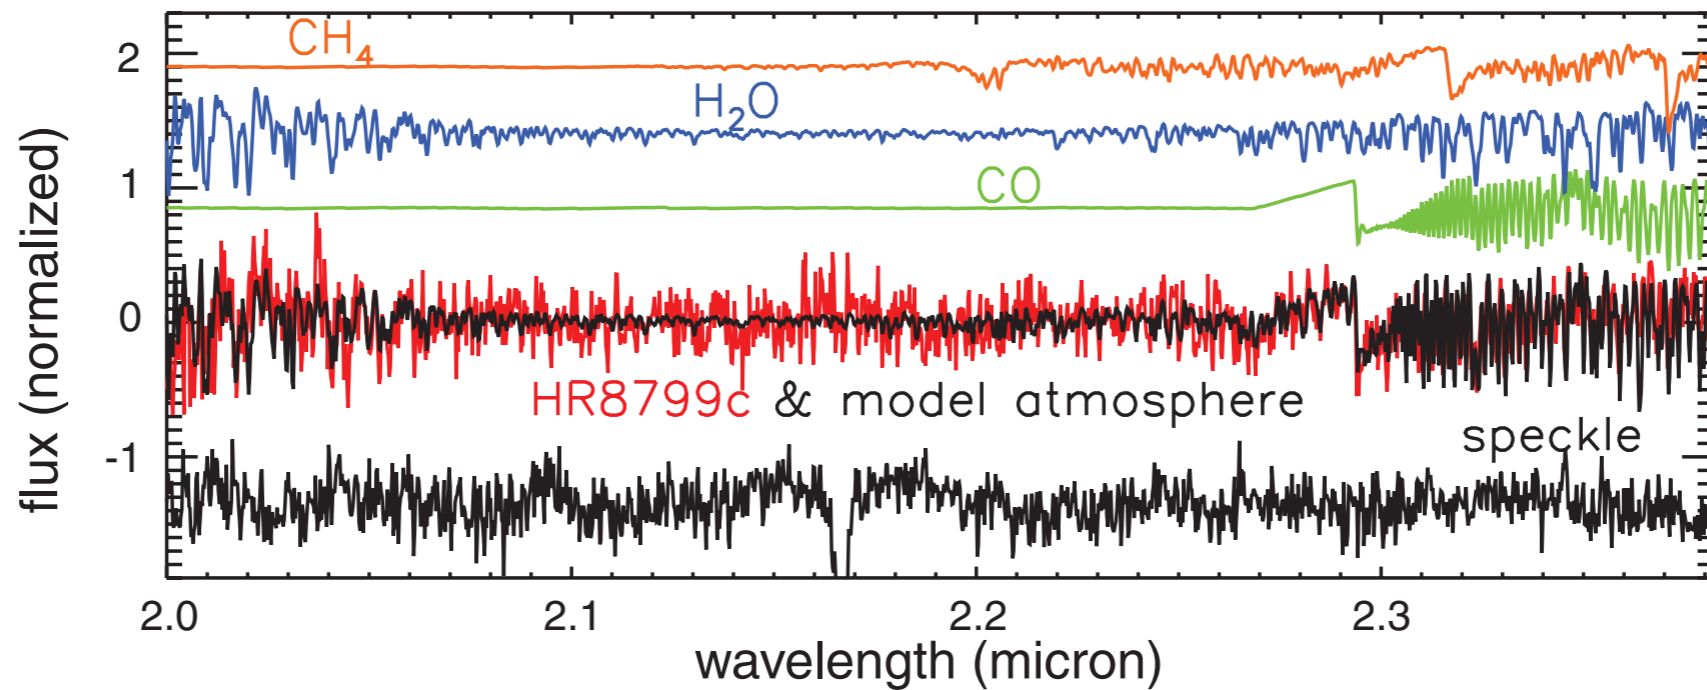 CH4
H2O
CO
HR8799c & model atmosphere
speckle
2
1
0
-1
flux (normalized)
2.0 2.1 2.2 2.3
wavelength (micron)